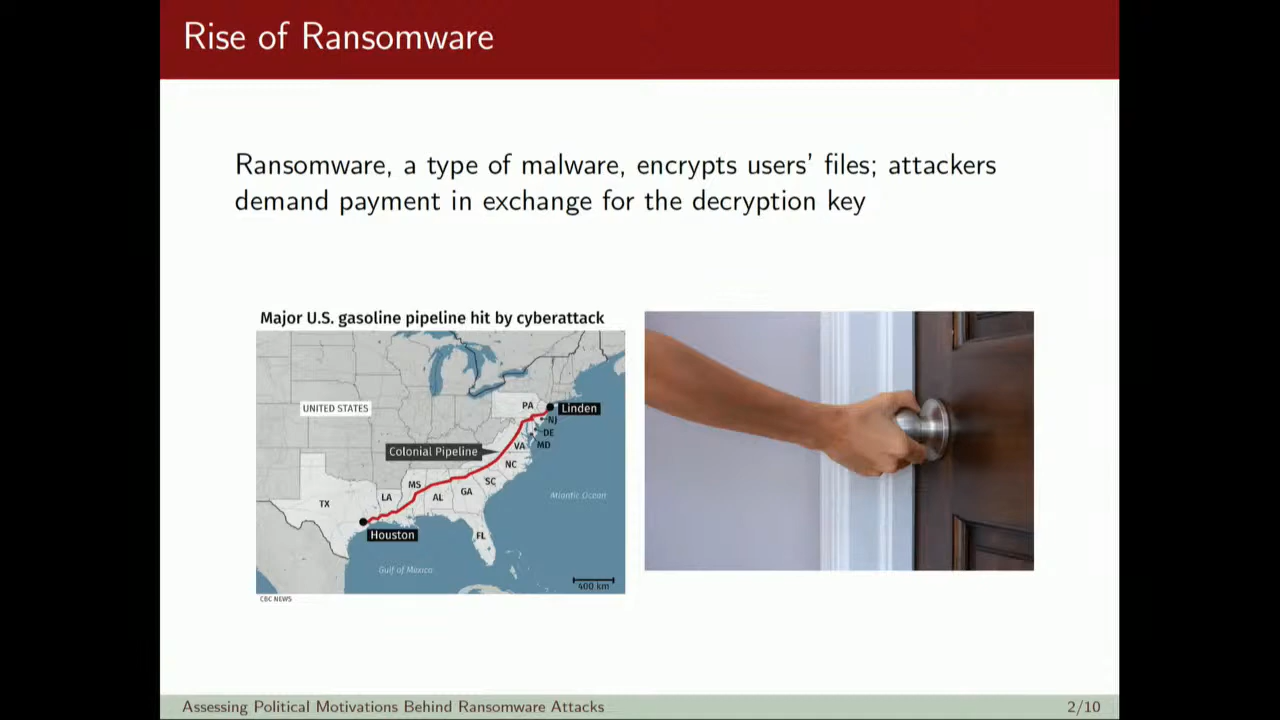 Rise of Ransomware
Ransomware, a type of malware, encrypts users' files; attackers
demand payment in exchange for the decryption key
Major U.S. gasoline pipeline hit by cyberattack
UNITED STATES
PA
Linden
NJ
DE
MD
VA
Colonial Pipeline
NC
SC
MS
GA
AL
LA
TX
Atlantic Ocean
Houston
FL
Gulf of Mexico
400 km
CBC NEWS
Assessing Political Motivations Behind Ransomware Attacks
2/10